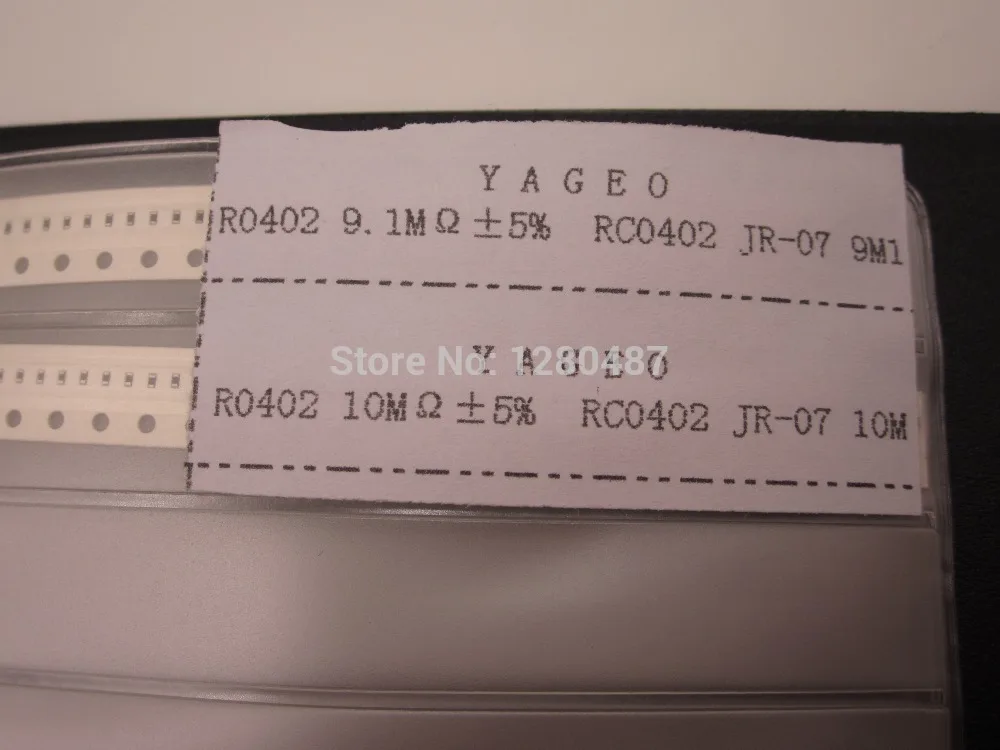 YAGEO
R0402 9.1MΩ ±5% RC0402 JR-07 9M1
YAGEO
Store No: 1280487
R0402 10MΩ ±5% RC0402 JR-07 10M